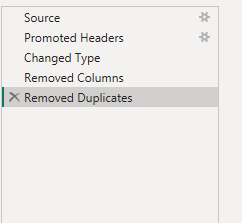 Source
Promoted Headers
Changed Type
Removed Columns
Removed Duplicates